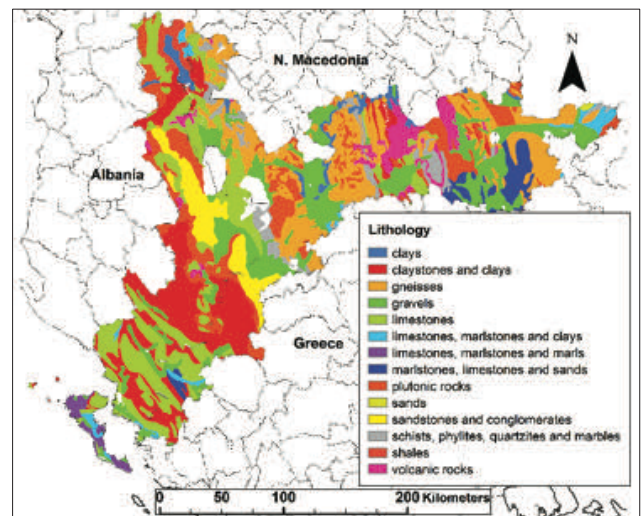 N. Macedonia
N
Albania
Greece
Lithology
clays
claystones and clays
gneisses
gravels
limestones
limestones, marlstones and clays
limestones, marlstones and marls
marlstones, limestones and sands
plutonic rocks
sands
sandstones and conglomerates
schists, phylites, quartzites and marbles
shales
volcanic rocks
0 50 100 200 Kilometers